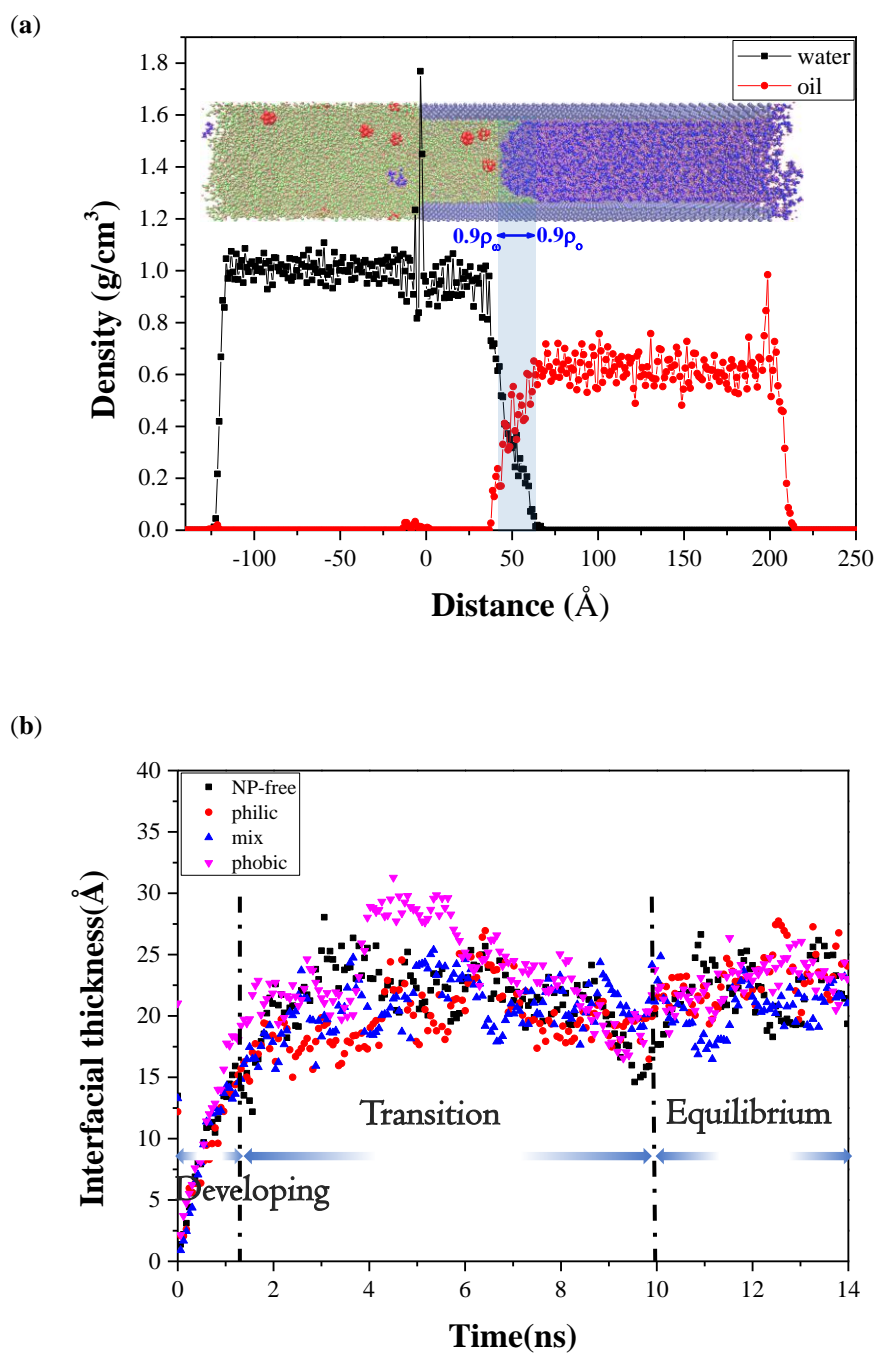 (a)
water
oil
1.8
1.6
1.4
1.2
1.0
0.8
0.6
0.4
0.2
0.0
Density (g/cm³)
0.9ρω
0.9ρo
-100
-50
0
50
100
150
200
250
Distance (Å)
(b)
NP-free
philic
mix
phobic
40
35
30
25
20
15
10
5
0
Interfacial thickness(Å)
Transition
Equilibrium
Developing
0
2
4
6
8
10
12
14
Time(ns)